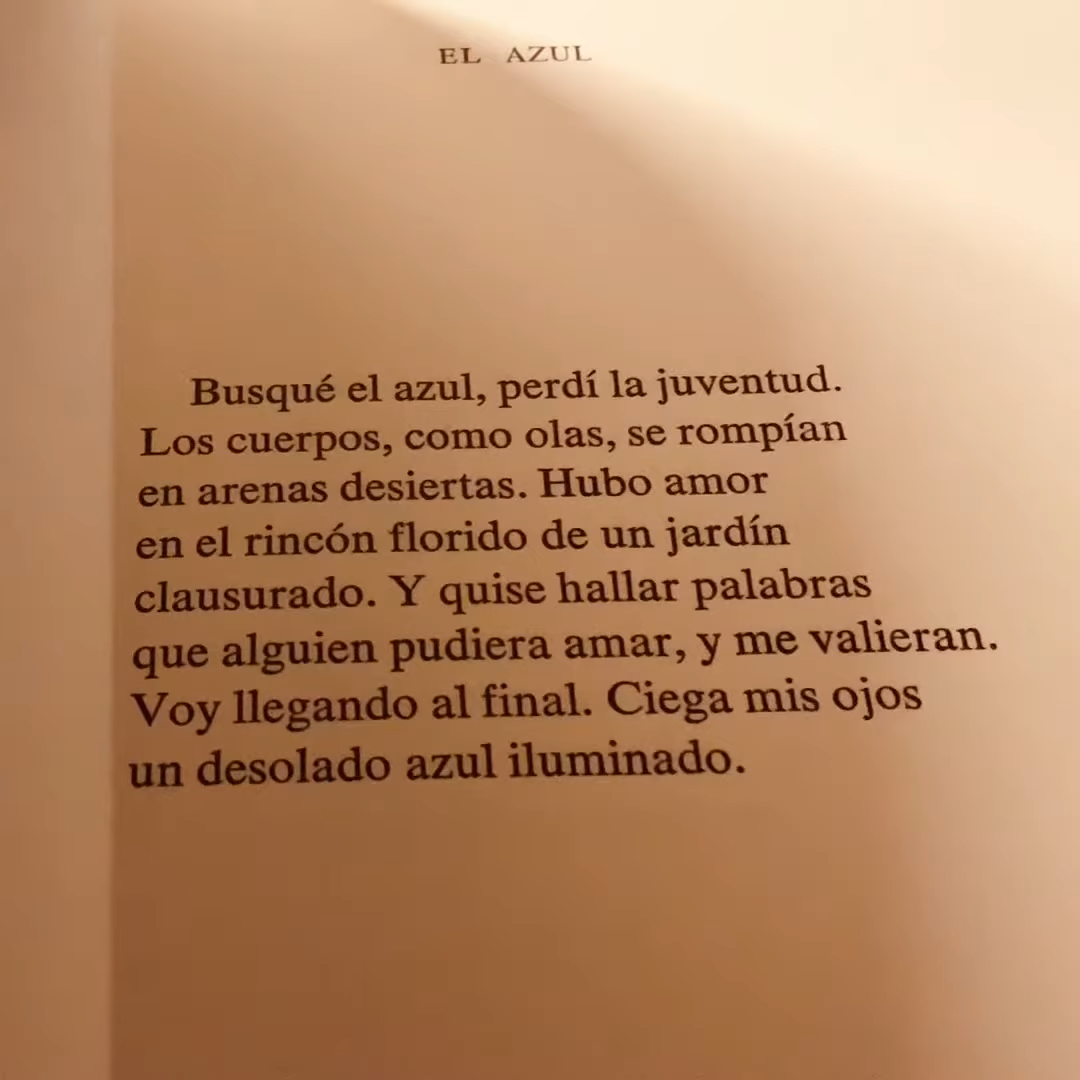 EL AZUL
Busqué el azul, perdí la juventud.
Los cuerpos, como olas, se rompían
en arenas desiertas. Hubo amor
en el rincón florido de un jardín
clausurado. Y quise hallar palabras
que alguien pudiera amar, y me valieran.
Voy llegando al final. Ciega mis ojos
un desolado azul iluminado.